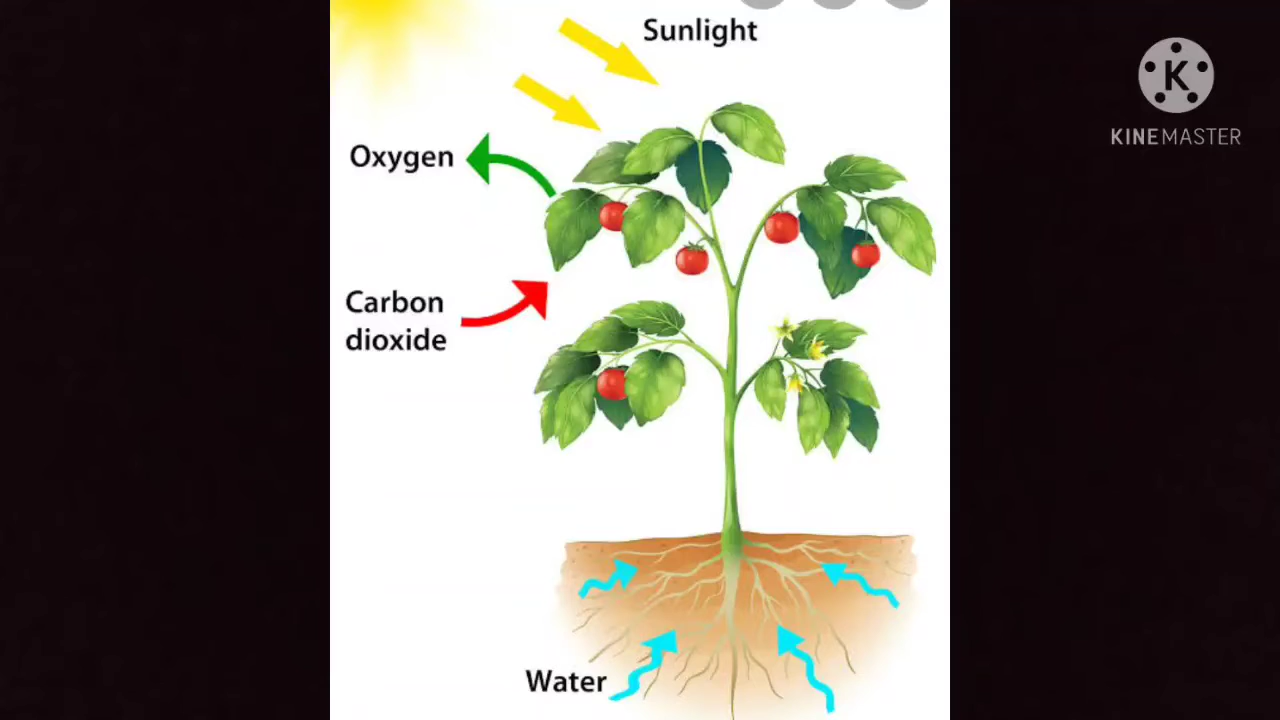 Sunlight
KINEMASTER
Oxygen
Carbon
dioxide
Water